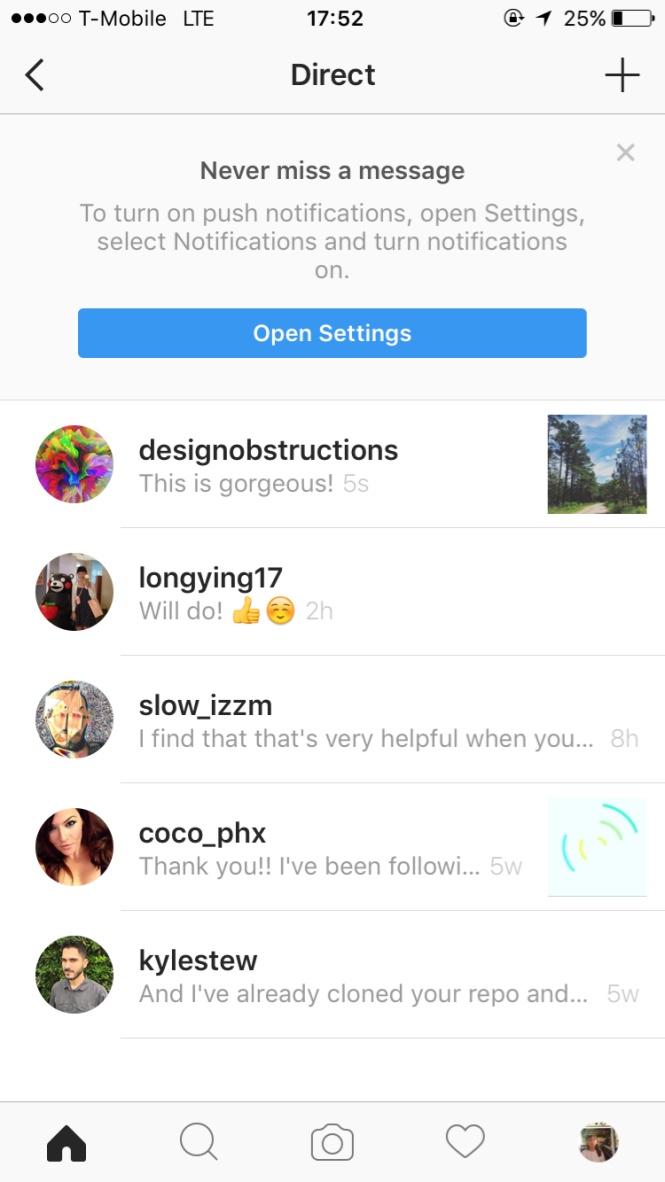 T-Mobile LTE 17:52 25%
Direct
Never miss a message
To turn on push notifications, open Settings,
select Notifications and turn notifications
on.
Open Settings
designobstructions
This is gorgeous! 5s
longying17
Will do! 👍☺️ 2h
slow_izzm
I find that that's very helpful when you... 8h
coco_phx
Thank you!! I've been followi... 5w
kylestew
And I've already cloned your repo and... 5w